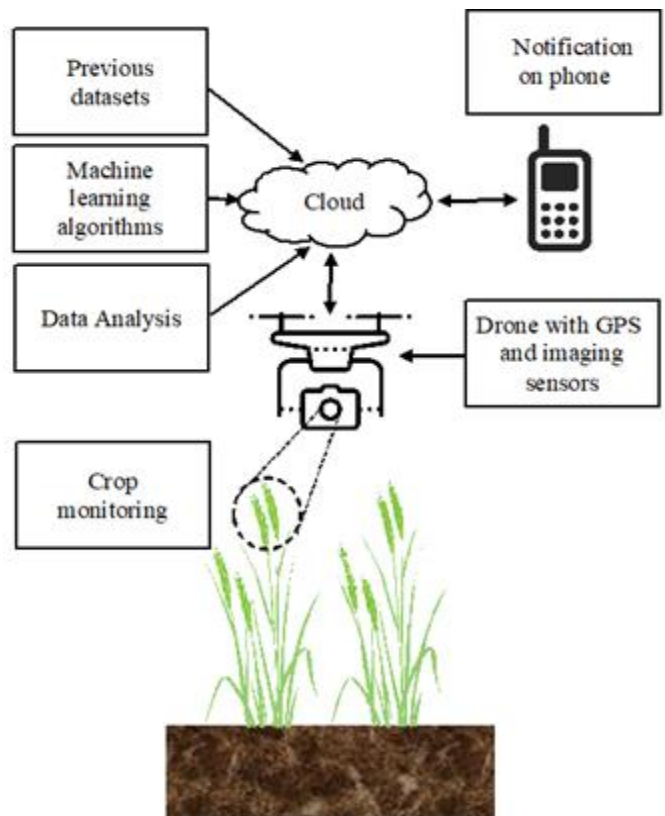 Previous
datasets
Notification
on phone
Machine
learning
algorithms
Cloud
Data Analysis
Drone with GPS
and imaging
sensors
Crop
monitoring